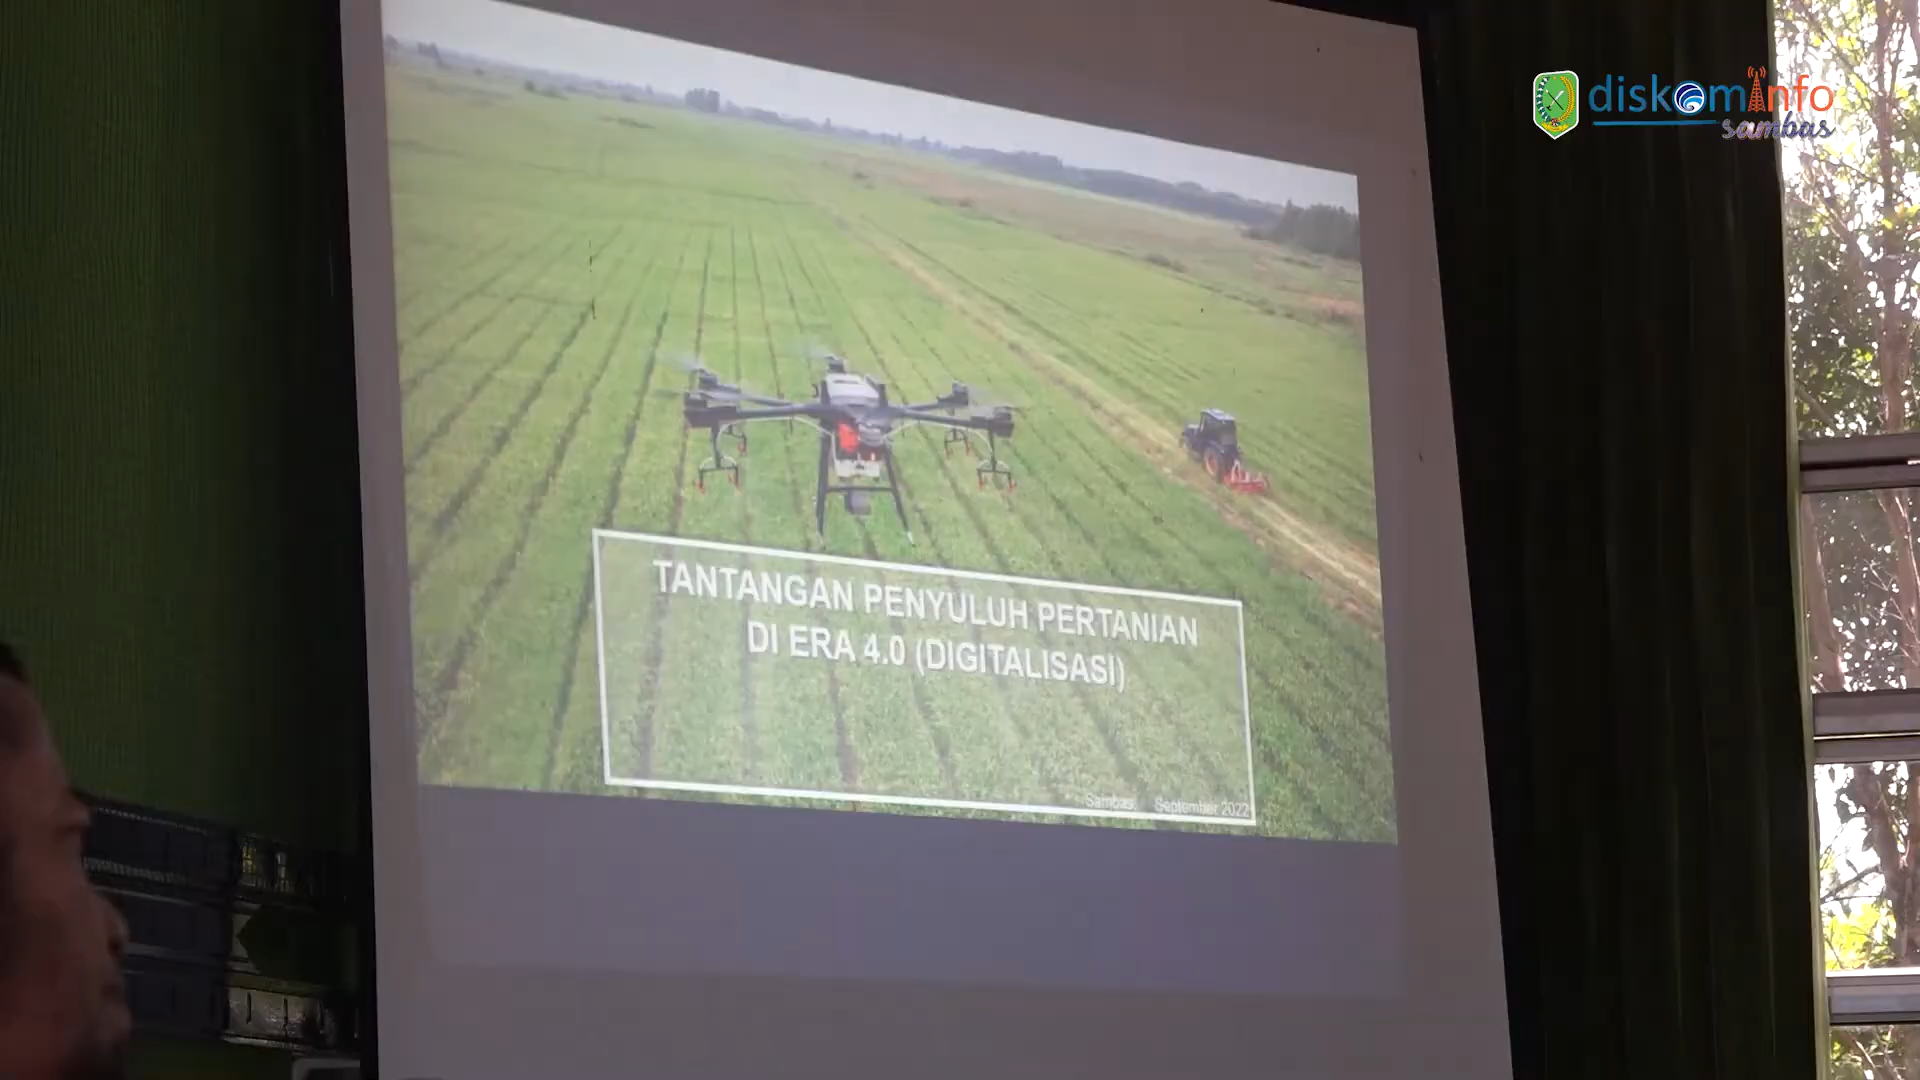 diskominfo
sambas
TANTANGAN PENYULUH PERTANIAN
DI ERA 4.0 (DIGITALISASI)
Sambas, September 2022